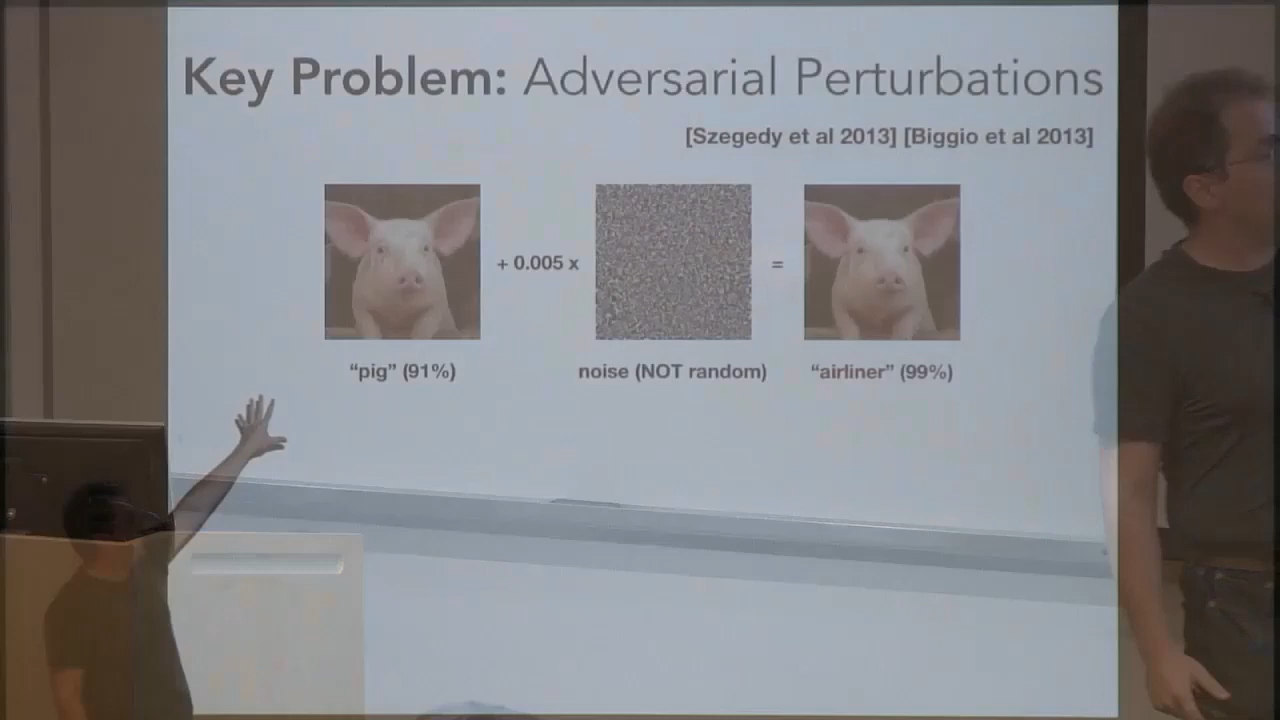 Key Problem: Adversarial Perturbations
[Szegedy et al 2013] [Biggio et al 2013]
+ 0.005 x
=
“pig” (91%)
noise (NOT random)
“airliner” (99%)